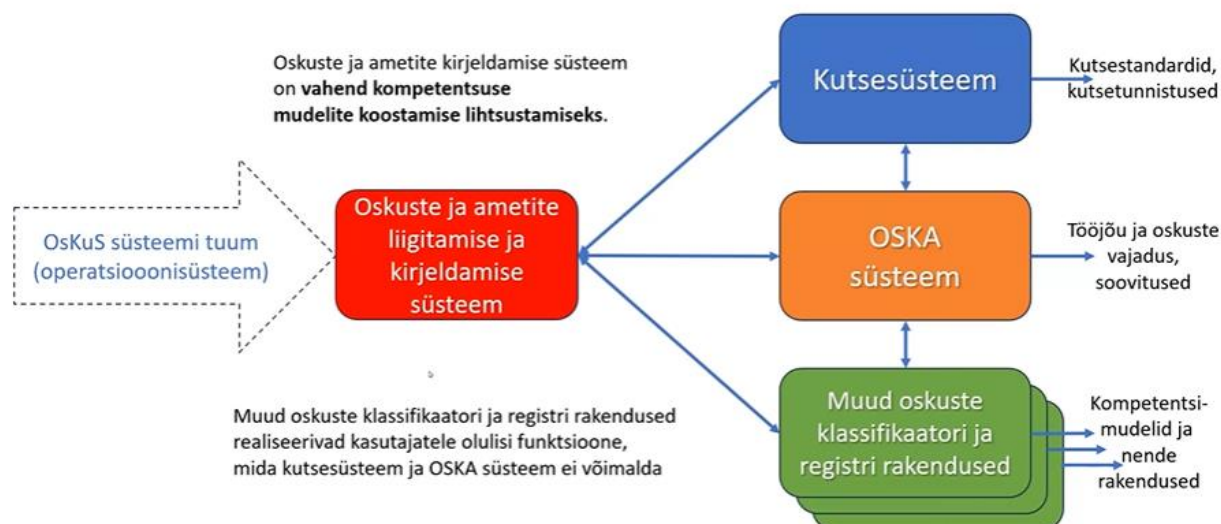 Oskuste ja ametite kirjeldamise süsteem
on vahend kompetentsuse
mudelite koostamise lihtsustamiseks.
Kutsesüsteem
Kutsestandardid,
kutsetunnistused
OsKuS süsteemi tuum
(operatsiooonisüsteem)
Oskuste ja ametite
liigitamise ja
kirjeldamise
süsteem
OSKA
süsteem
Tööjõu ja oskuste
vajadus,
soovitused
Muud oskuste klassifikaatori ja registri rakendused
realiseerivad kasutajatele olulisi funktsioone,
mida kutsesüsteem ja OSKA süsteem ei võimalda
Muud oskuste
klassifikaatori ja
registri rakendused
Kompetentsi-
mudelid ja
nende
rakendused